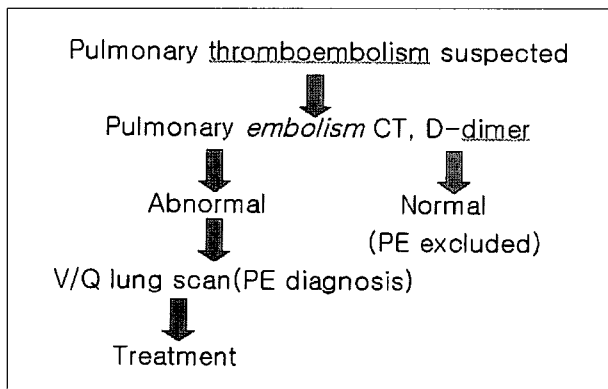 Pulmonary thromboembolism suspected
Pulmonary embolism CT, D-dimer
Abnormal
Normal
(PE excluded)
V/Q lung scan(PE diagnosis)
Treatment